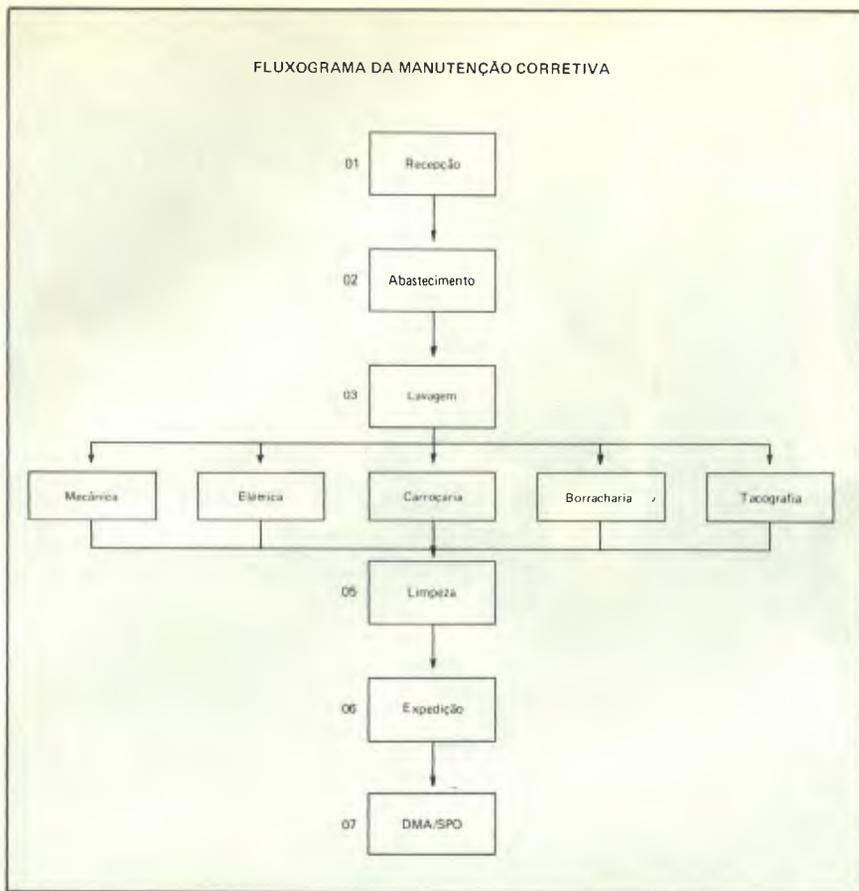 FLUXOGRAMA DA MANUTENÇÃO CORRETIVA
01 Recepção
02 Abastecimento
03 Lavagem
Mecânica Elétrica Carroçaria Borracharia Tacografia
05 Limpeza
06 Expedição
07 DMA/SPO